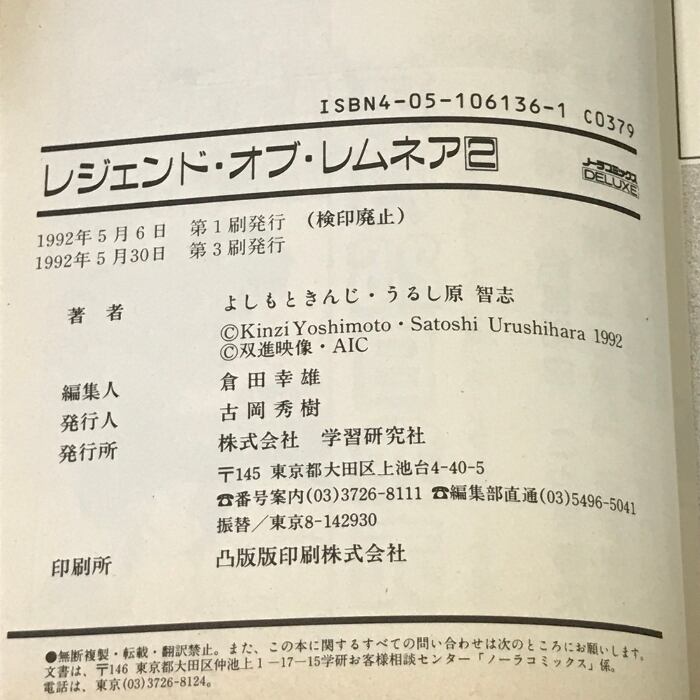 ISBN4-05-106136-1 C0379
レジェンド・オブ・レムネア2
ノーラコミックス
DELUXE
1992年5月6日 第1刷発行 (検印廃止)
1992年5月30日 第3刷発行
著者 よしもときんじ・うるし原 智志
©Kinzi Yoshimoto・Satoshi Urushihara 1992
©双進映像・AIC
編集人 倉田幸雄
発行人 古岡秀樹
発行所 株式会社 学習研究社
〒145 東京都大田区上池台4-40-5
☎番号案内(03)3726-8111 ☎編集部直通(03)5496-5041
振替/東京8-142930
印刷所 凸版版印刷株式会社
●無断複製・転載・翻訳禁止。また、この本に関するすべての問い合わせは次のところにお願いします。
文書は、〒146 東京都大田区仲池上1-17-15学研お客様相談センター「ノーラコミックス」係。
電話は、東京(03)3726-8124。